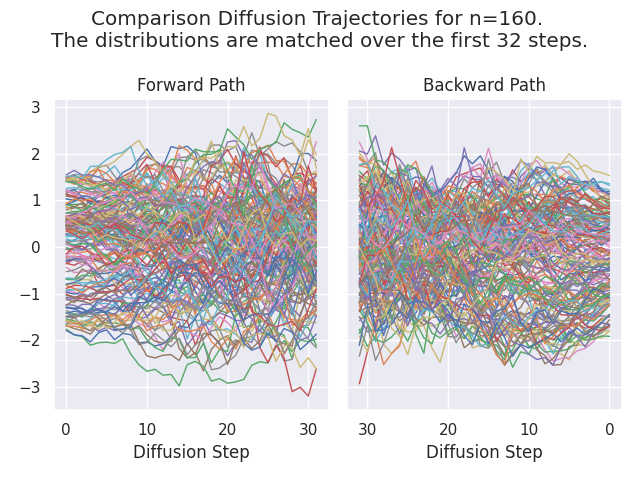 Comparison Diffusion Trajectories for n=160.
The distributions are matched over the first 32 steps.
Forward Path
Backward Path
3
2
1
0
−1
−2
−3
0 10 20 30
30 20 10 0
Diffusion Step
Diffusion Step